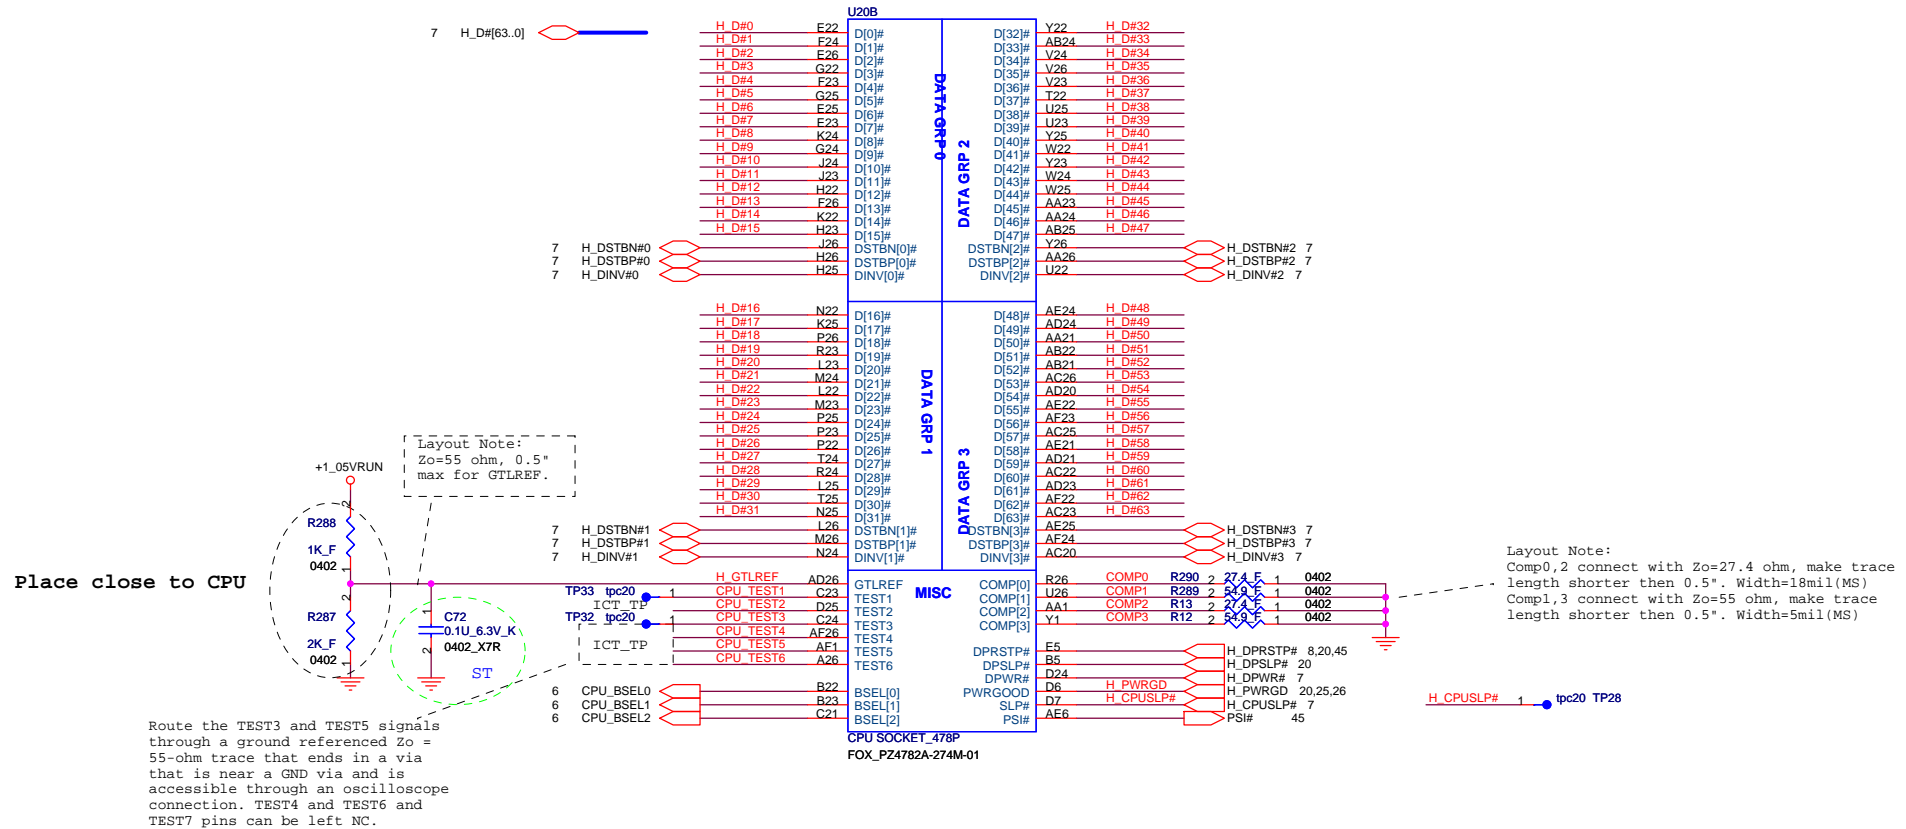 U20B
7 H_D#[63..0]
H_D#0 E22 D[0]# D[32]# Y22 H_D#32
H_D#1 F24 D[1]# D[33]# AB24 H_D#33
H_D#2 E26 D[2]# D[34]# V24 H_D#34
H_D#3 G22 D[3]# D[35]# V26 H_D#35
H_D#4 F23 D[4]# D[36]# V23 H_D#36
H_D#5 G25 D[5]# D[37]# T22 H_D#37
H_D#6 E25 D[6]# D[38]# U25 H_D#38
H_D#7 E23 D[7]# D[39]# U23 H_D#39
H_D#8 K24 D[8]# D[40]# Y25 H_D#40
H_D#9 G24 D[9]# D[41]# W22 H_D#41
H_D#10 J24 D[10]# D[42]# Y23 H_D#42
H_D#11 J23 D[11]# D[43]# W24 H_D#43
H_D#12 H22 D[12]# D[44]# W25 H_D#44
H_D#13 F26 D[13]# D[45]# AA23 H_D#45
H_D#14 K22 D[14]# D[46]# AA24 H_D#46
H_D#15 H23 D[15]# D[47]# AB25 H_D#47
7 H_DSTBN#0 J26 DSTBN[0]# DSTBN[2]# Y26 H_DSTBN#2 7
7 H_DSTBP#0 H26 DSTBP[0]# DSTBP[2]# AA26 H_DSTBP#2 7
7 H_DINV#0 H25 DINV[0]# DINV[2]# U22 H_DINV#2 7
DATA GRP 0
DATA GRP 2
H_D#16 N22 D[16]# D[48]# AE24 H_D#48
H_D#17 K25 D[17]# D[49]# AD24 H_D#49
H_D#18 P26 D[18]# D[50]# AA21 H_D#50
H_D#19 R23 D[19]# D[51]# AB22 H_D#51
H_D#20 L23 D[20]# D[52]# AB21 H_D#52
H_D#21 M24 D[21]# D[53]# AC26 H_D#53
H_D#22 L22 D[22]# D[54]# AD20 H_D#54
H_D#23 M23 D[23]# D[55]# AE22 H_D#55
H_D#24 P25 D[24]# D[56]# AF23 H_D#56
H_D#25 P23 D[25]# D[57]# AC25 H_D#57
H_D#26 P22 D[26]# D[58]# AE21 H_D#58
H_D#27 T24 D[27]# D[59]# AD21 H_D#59
H_D#28 R24 D[28]# D[60]# AC22 H_D#60
H_D#29 L25 D[29]# D[61]# AD23 H_D#61
H_D#30 T25 D[30]# D[62]# AF22 H_D#62
H_D#31 N25 D[31]# D[63]# AC23 H_D#63
7 H_DSTBN#1 L26 DSTBN[1]# DSTBN[3]# AE25 H_DSTBN#3 7
7 H_DSTBP#1 M26 DSTBP[1]# DSTBP[3]# AF24 H_DSTBP#3 7
7 H_DINV#1 N24 DINV[1]# DINV[3]# AC20 H_DINV#3 7
DATA GRP 1
DATA GRP 3
Layout Note:
Zo=55 ohm, 0.5"
max for GTLREF.
+1_05VRUN
2
R288
1K_F
0402
1
Place close to CPU
2
R287
2K_F
0402
1
1
C72
0.1U_6.3V_K
0402_X7R
2
ST
MISC
H_GTLREF AD26 GTLREF COMP[0] R26 COMP0 R290 2 27.4_F 1 0402
TP33 tpc20 1 CPU_TEST1 C23 TEST1 COMP[1] U26 COMP1 R289 2 54.9_F 1 0402
ICT_TP CPU_TEST2 D25 TEST2 COMP[2] AA1 COMP2 R13 2 27.4_F 1 0402
TP32 tpc20 1 CPU_TEST3 C24 TEST3 COMP[3] Y1 COMP3 R12 2 54.9_F 1 0402
ICT_TP
CPU_TEST4 AF26 TEST4
CPU_TEST5 AF1 TEST5 DPRSTP# E5 H_DPRSTP# 8,20,45
CPU_TEST6 A26 TEST6 DPSLP# B5 H_DPSLP# 20
DPWR# D24 H_DPWR# 7
6 CPU_BSEL0 B22 BSEL[0] PWRGOOD D6 H_PWRGD H_PWRGD 20,25,26
6 CPU_BSEL1 B23 BSEL[1] SLP# D7 H_CPUSLP# H_CPUSLP# 7
6 CPU_BSEL2 C21 BSEL[2] PSI# AE6 PSI# 45
CPU SOCKET_478P
FOX_PZ4782A-274M-01
Layout Note:
Comp0,2 connect with Zo=27.4 ohm, make trace
length shorter then 0.5". Width=18mil(MS)
Comp1,3 connect with Zo=55 ohm, make trace
length shorter then 0.5". Width=5mil(MS)
H_CPUSLP# 1 tpc20 TP28
Route the TEST3 and TEST5 signals
through a ground referenced Zo =
55-ohm trace that ends in a via
that is near a GND via and is
accessible through an oscilloscope
connection. TEST4 and TEST6 and
TEST7 pins can be left NC.